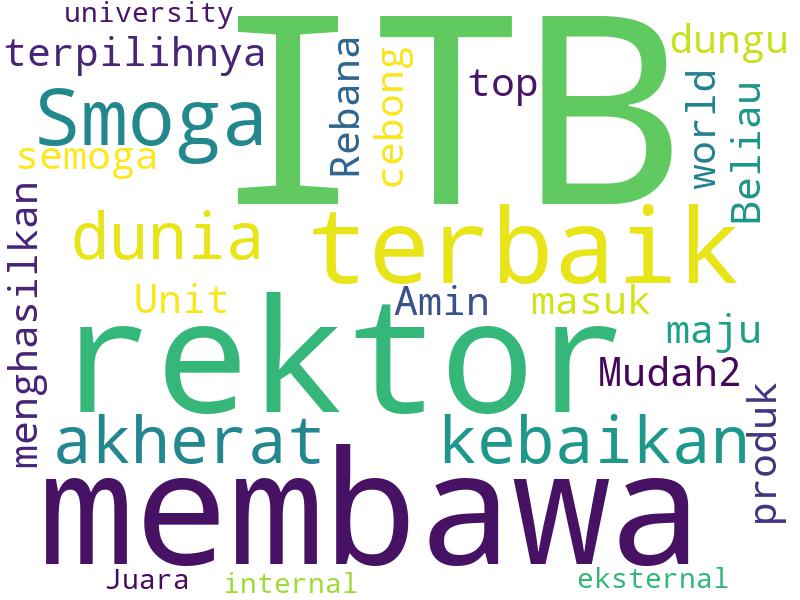 university
ITB
terpilihnya
Rebana
cebong
top
dungu
world
Beliau
Smoga
semoga
menghasilkan
dunia
terbaik
Unit
Amin
masuk
rektor
maju
Mudah2
produk
akherat
kebaikan
membawa
Juara
internal
eksternal